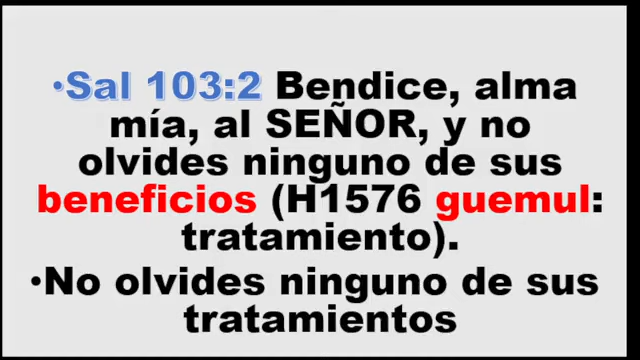 •Sal 103:2 Bendice, alma
mía, al SEÑOR, y no
olvides ninguno de sus
beneficios (H1576 guemul:
tratamiento).
•No olvides ninguno de sus
tratamientos